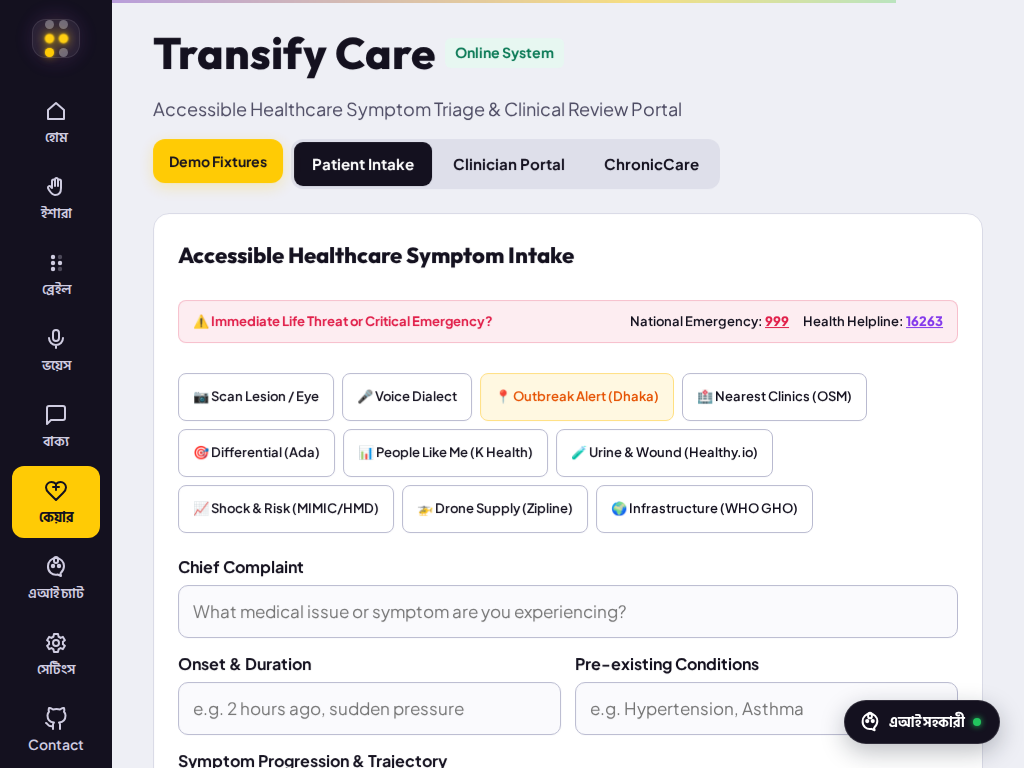 হোম
ইশারা
ব্রেইল
ভয়েস
বাক্য
কেয়ার
এআই চ্যাট
সেটিংস
Contact
Transify Care
Online System
Accessible Healthcare Symptom Triage & Clinical Review Portal
Demo Fixtures
Patient Intake
Clinician Portal
ChronicCare
Accessible Healthcare Symptom Intake
⚠️ Immediate Life Threat or Critical Emergency?
National Emergency: 999
Health Helpline: 16263
📷 Scan Lesion / Eye
🎤 Voice Dialect
📍 Outbreak Alert (Dhaka)
🏥 Nearest Clinics (OSM)
🎯 Differential (Ada)
📊 People Like Me (K Health)
🧪 Urine & Wound (Healthy.io)
📈 Shock & Risk (MIMIC/HMD)
🚁 Drone Supply (Zipline)
🌍 Infrastructure (WHO GHO)
Chief Complaint
What medical issue or symptom are you experiencing?
Onset & Duration
Pre-existing Conditions
e.g. 2 hours ago, sudden pressure
e.g. Hypertension, Asthma
এআই সহকারী
Symptom Progression & Trajectory